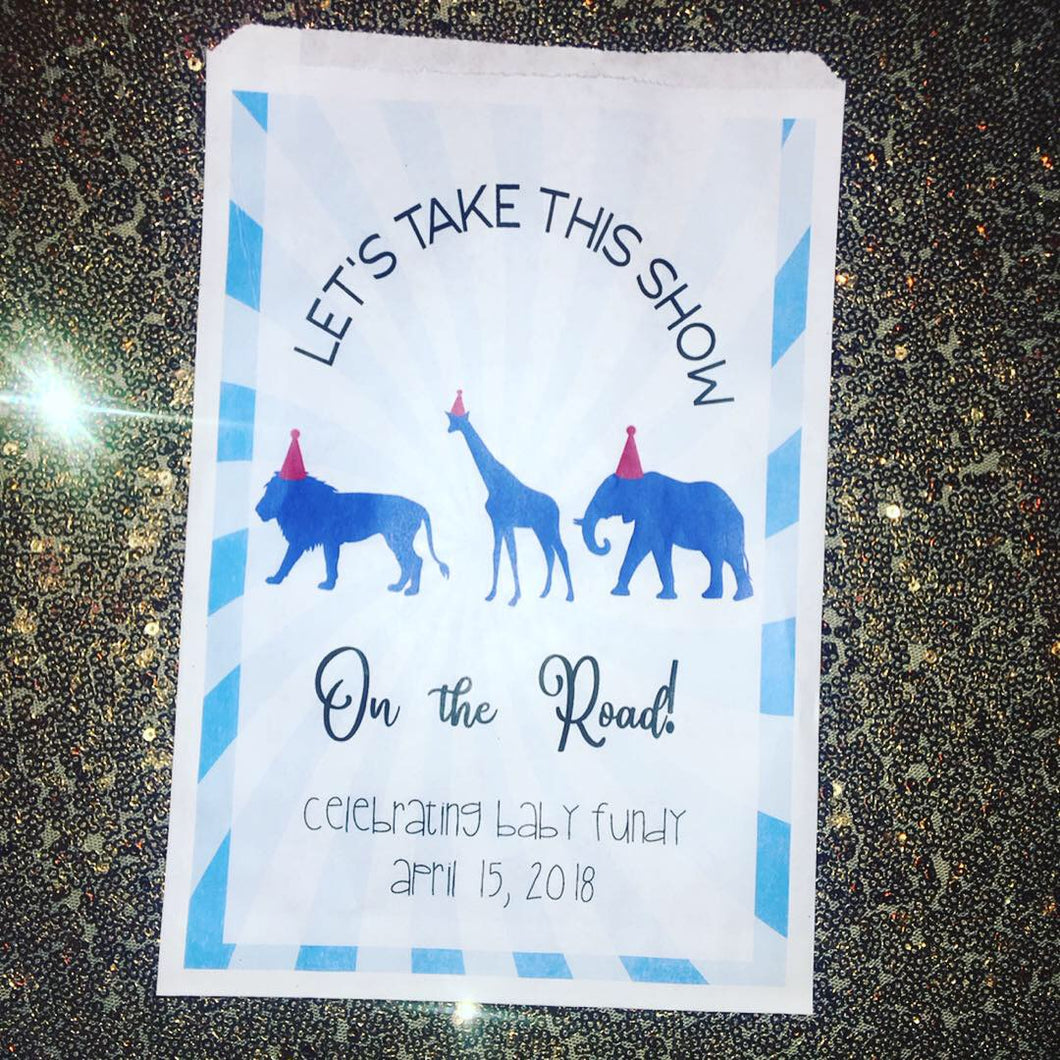 LET'S TAKE THIS SHOW
On the Road!
celebrating baby fundy
april 15, 2018